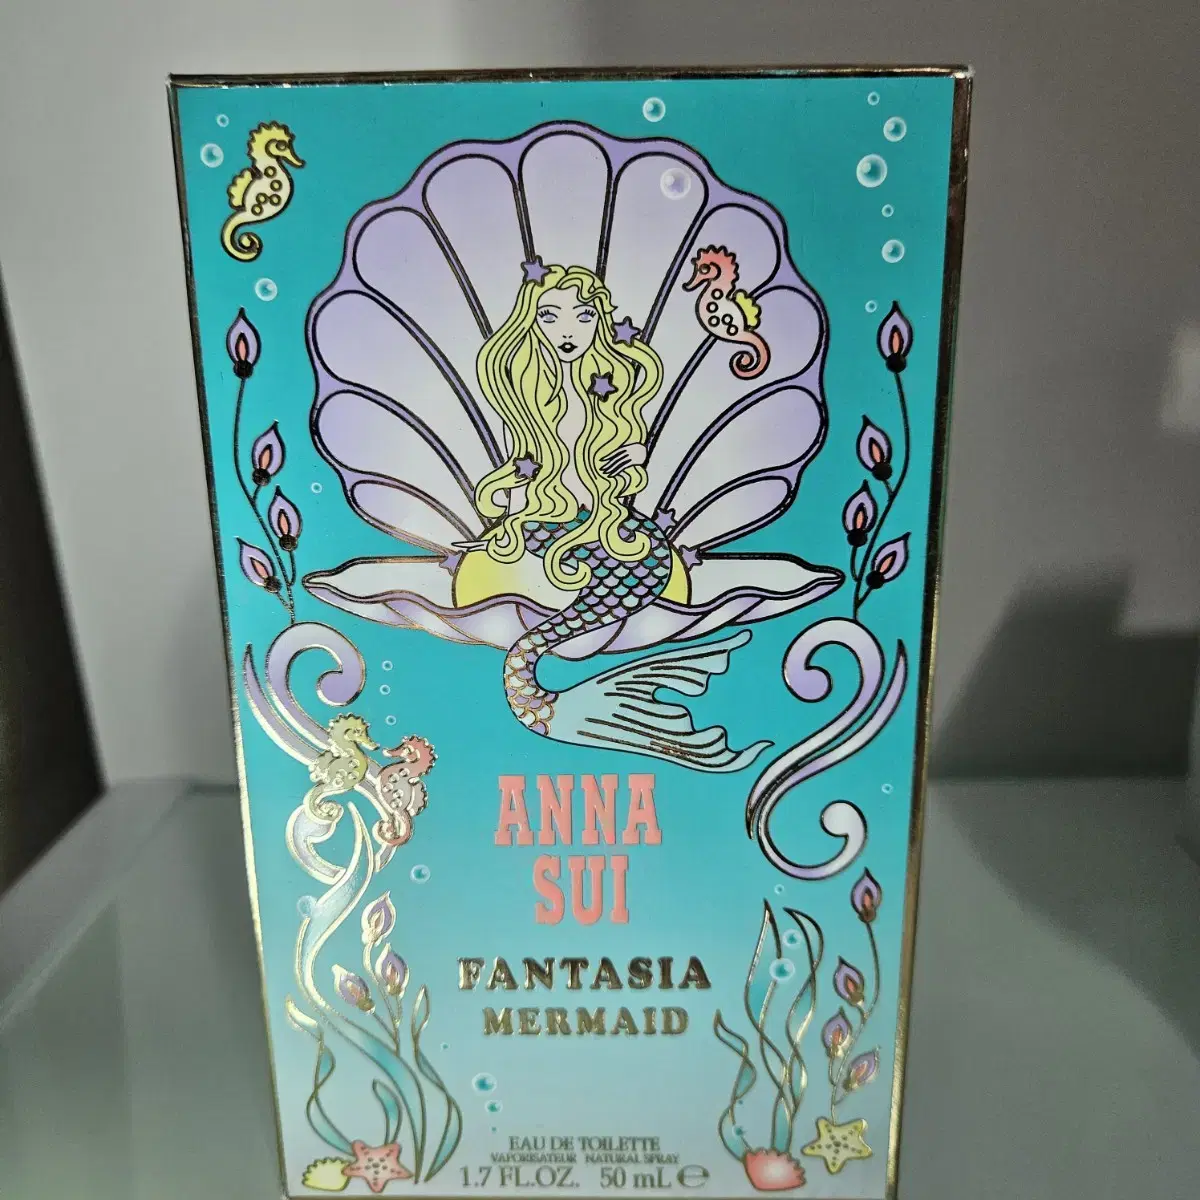 ANNA
SUI
FANTASIA
MERMAID
EAU DE TOILETTE
VAPORISATEUR NATURAL SPRAY
1.7 FL.OZ. 50 mL ℮